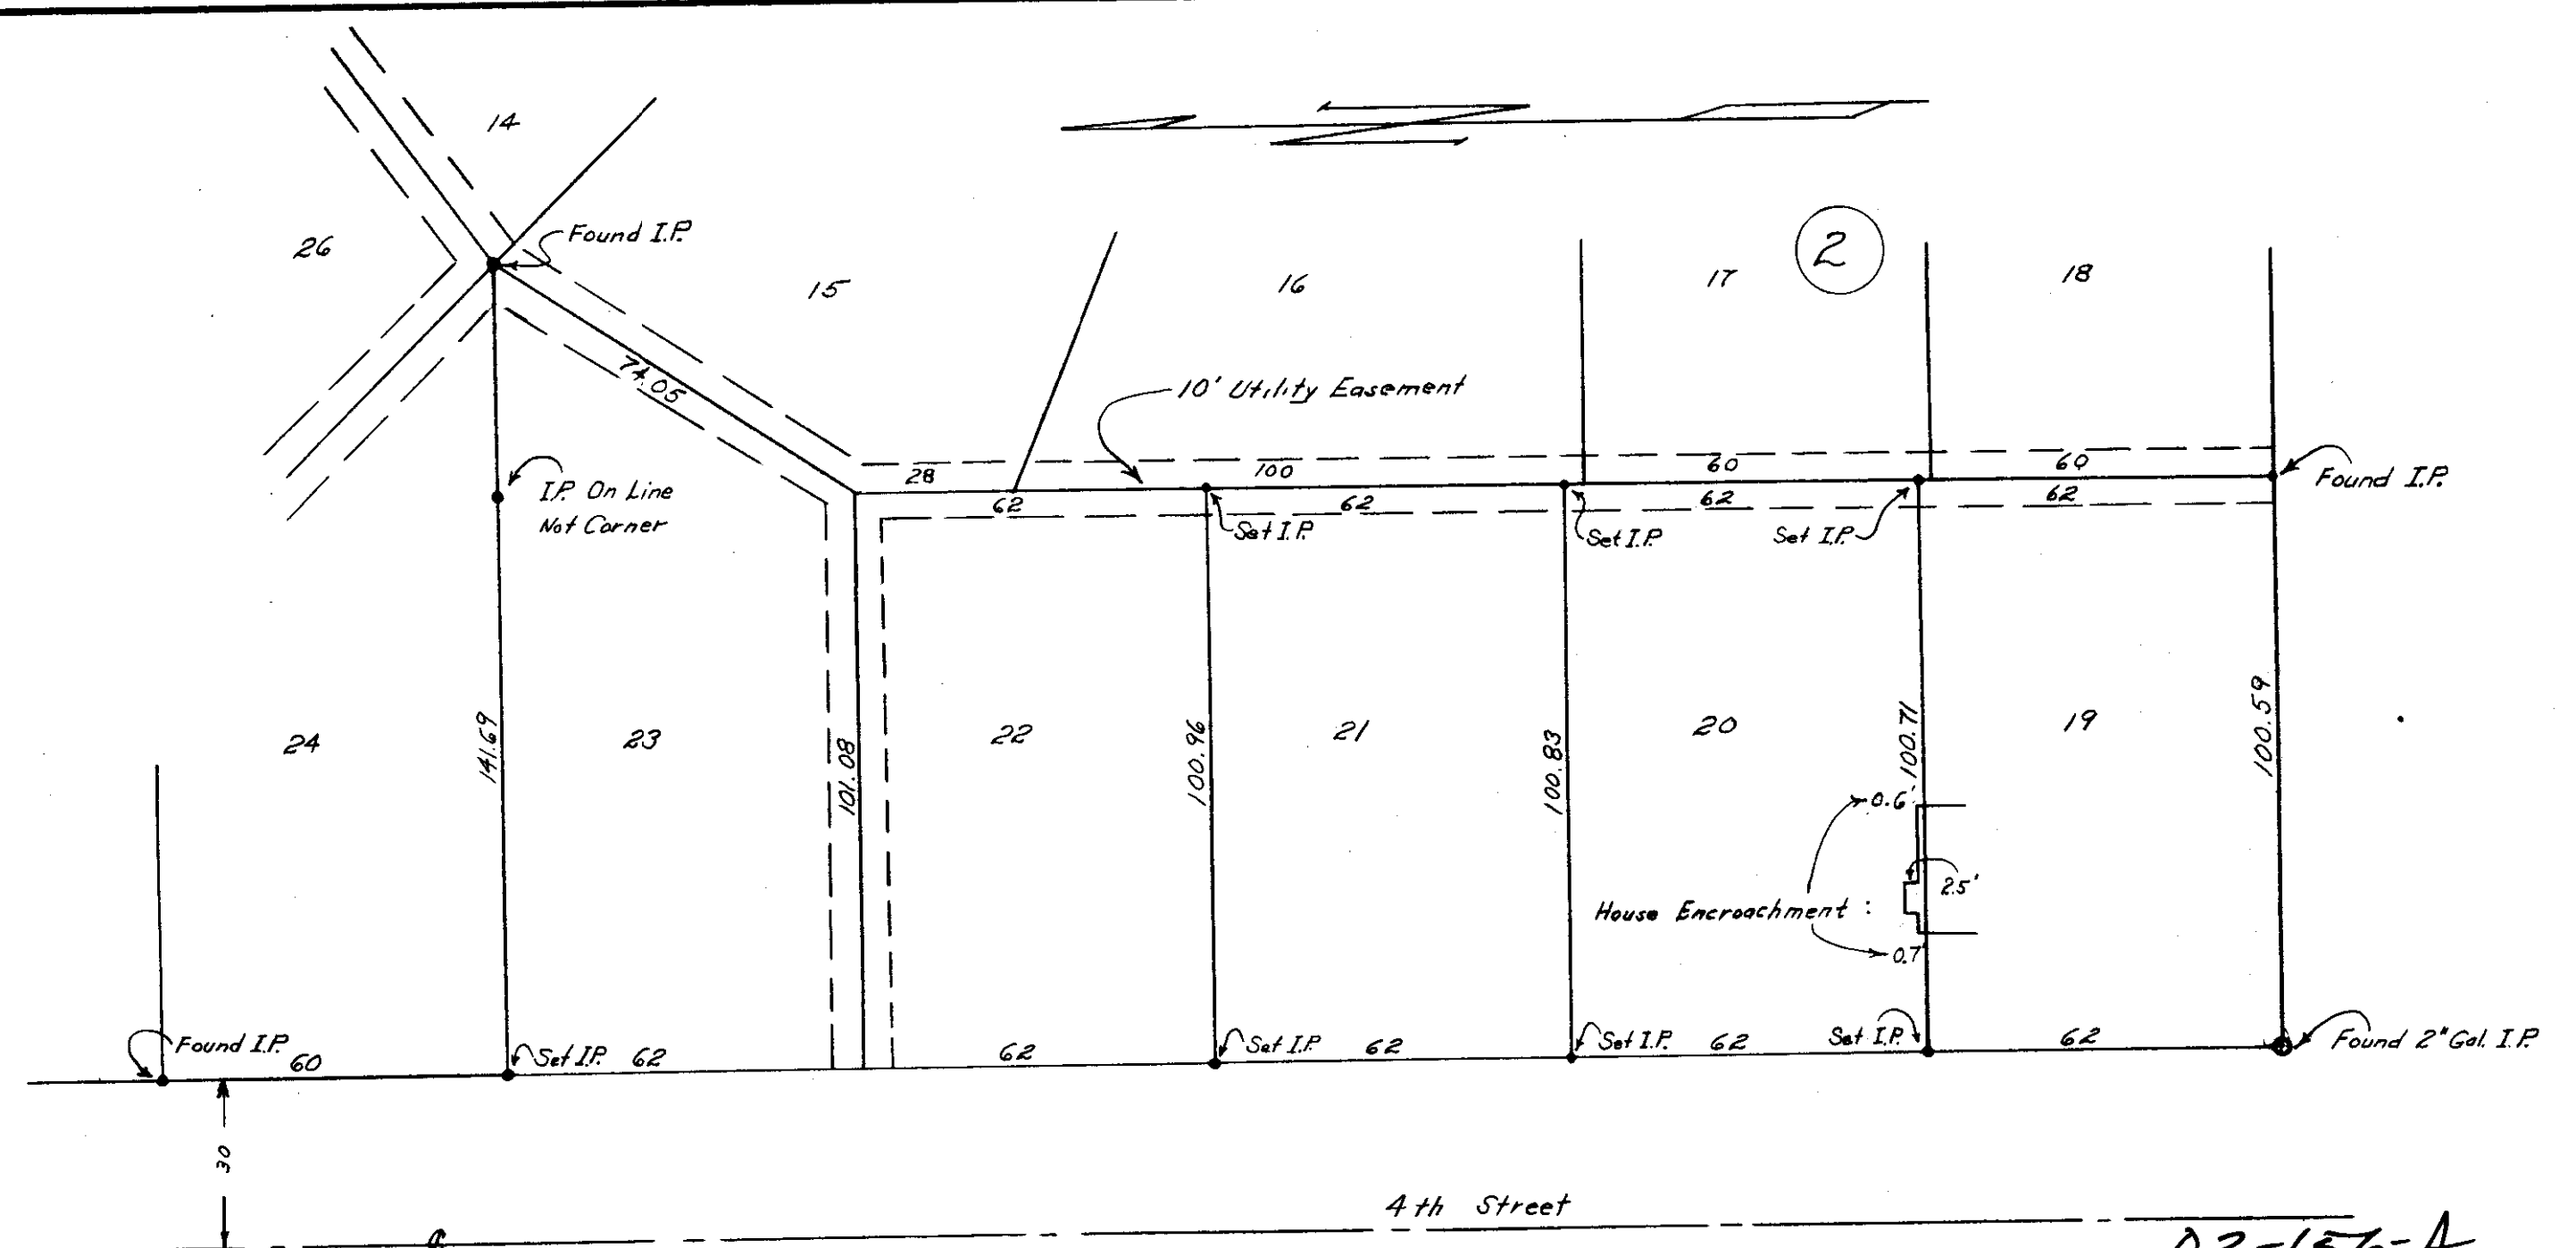 14
26
Found I.P.
15
16
17
2
18
74.05
10' Utility Easement
28
100
60
60
62
62
62
62
Found I.P.
I.P. On Line
Not Corner
Set I.P.
Set I.P.
Set I.P.
24
141.69
23
101.08
22
100.96
21
100.83
20
100.71
19
100.59
0.6'
2.5'
House Encroachment :
0.7'
Found I.P.
60
Set I.P.
62
62
Set I.P.
62
Set I.P.
62
Set I.P.
62
Found 2" Gal. I.P.
30
4th Street